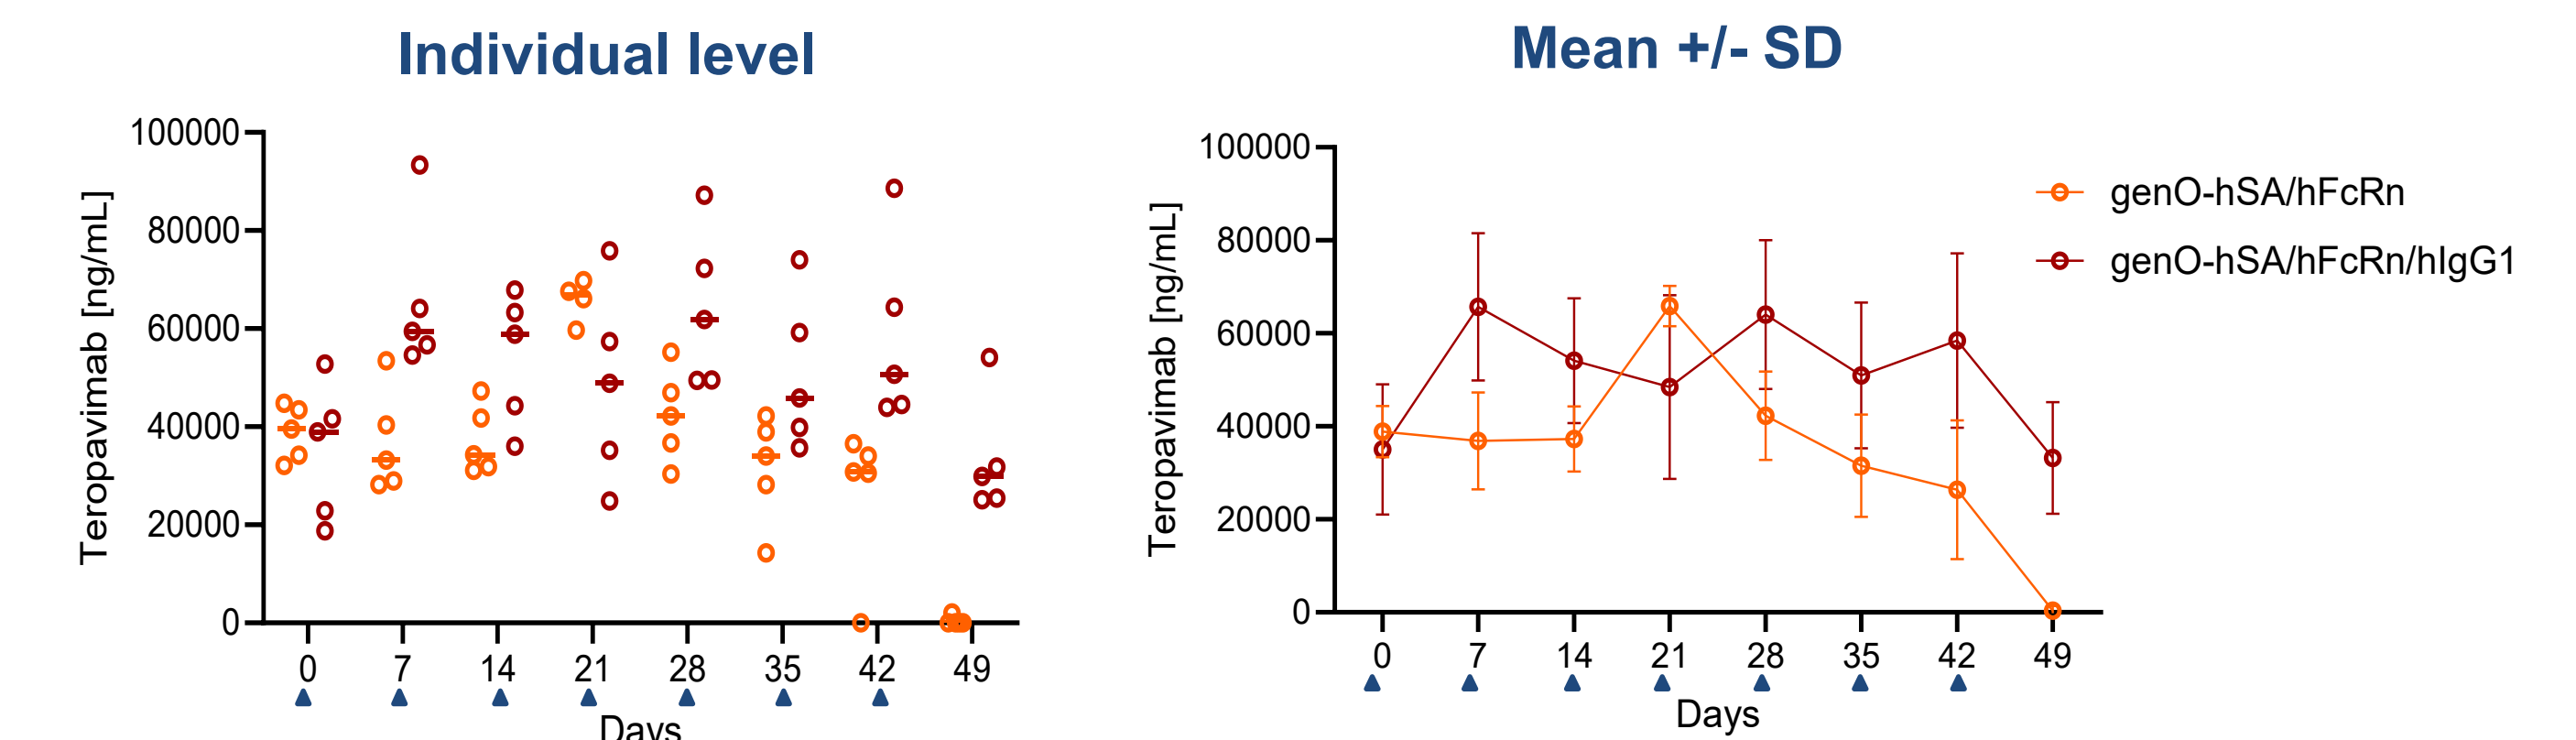 Individual level
100000
80000
60000
40000
20000
0
Teropavimab [ng/mL]
0 7 14 21 28 35 42 49
Days
Mean +/- SD
100000
80000
60000
40000
20000
0
Teropavimab [ng/mL]
0 7 14 21 28 35 42 49
Days
genO-hSA/hFcRn
genO-hSA/hFcRn/hIgG1